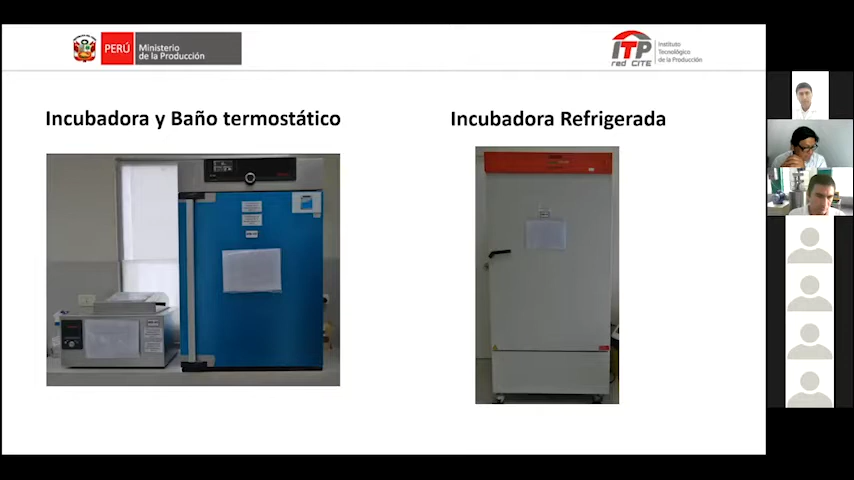 PERÚ
Ministerio
de la Producción
ITP
red CITE
Instituto
Tecnológico
de la Producción
Incubadora y Baño termostático
Incubadora Refrigerada